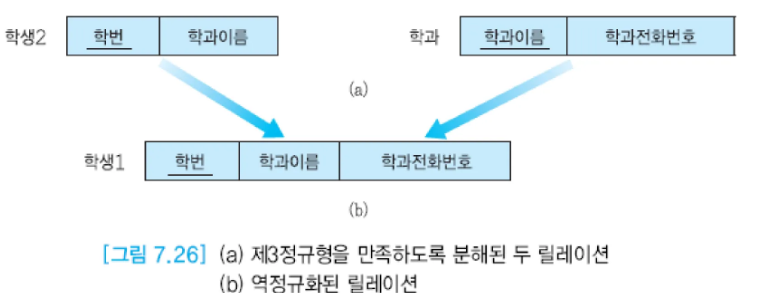 학생2 학번 학과이름 학과 학과이름 학과전화번호
(a)
학생1 학번 학과이름 학과전화번호
(b)
[그림 7.26] (a) 제3정규형을 만족하도록 분해된 두 릴레이션
(b) 역정규화된 릴레이션